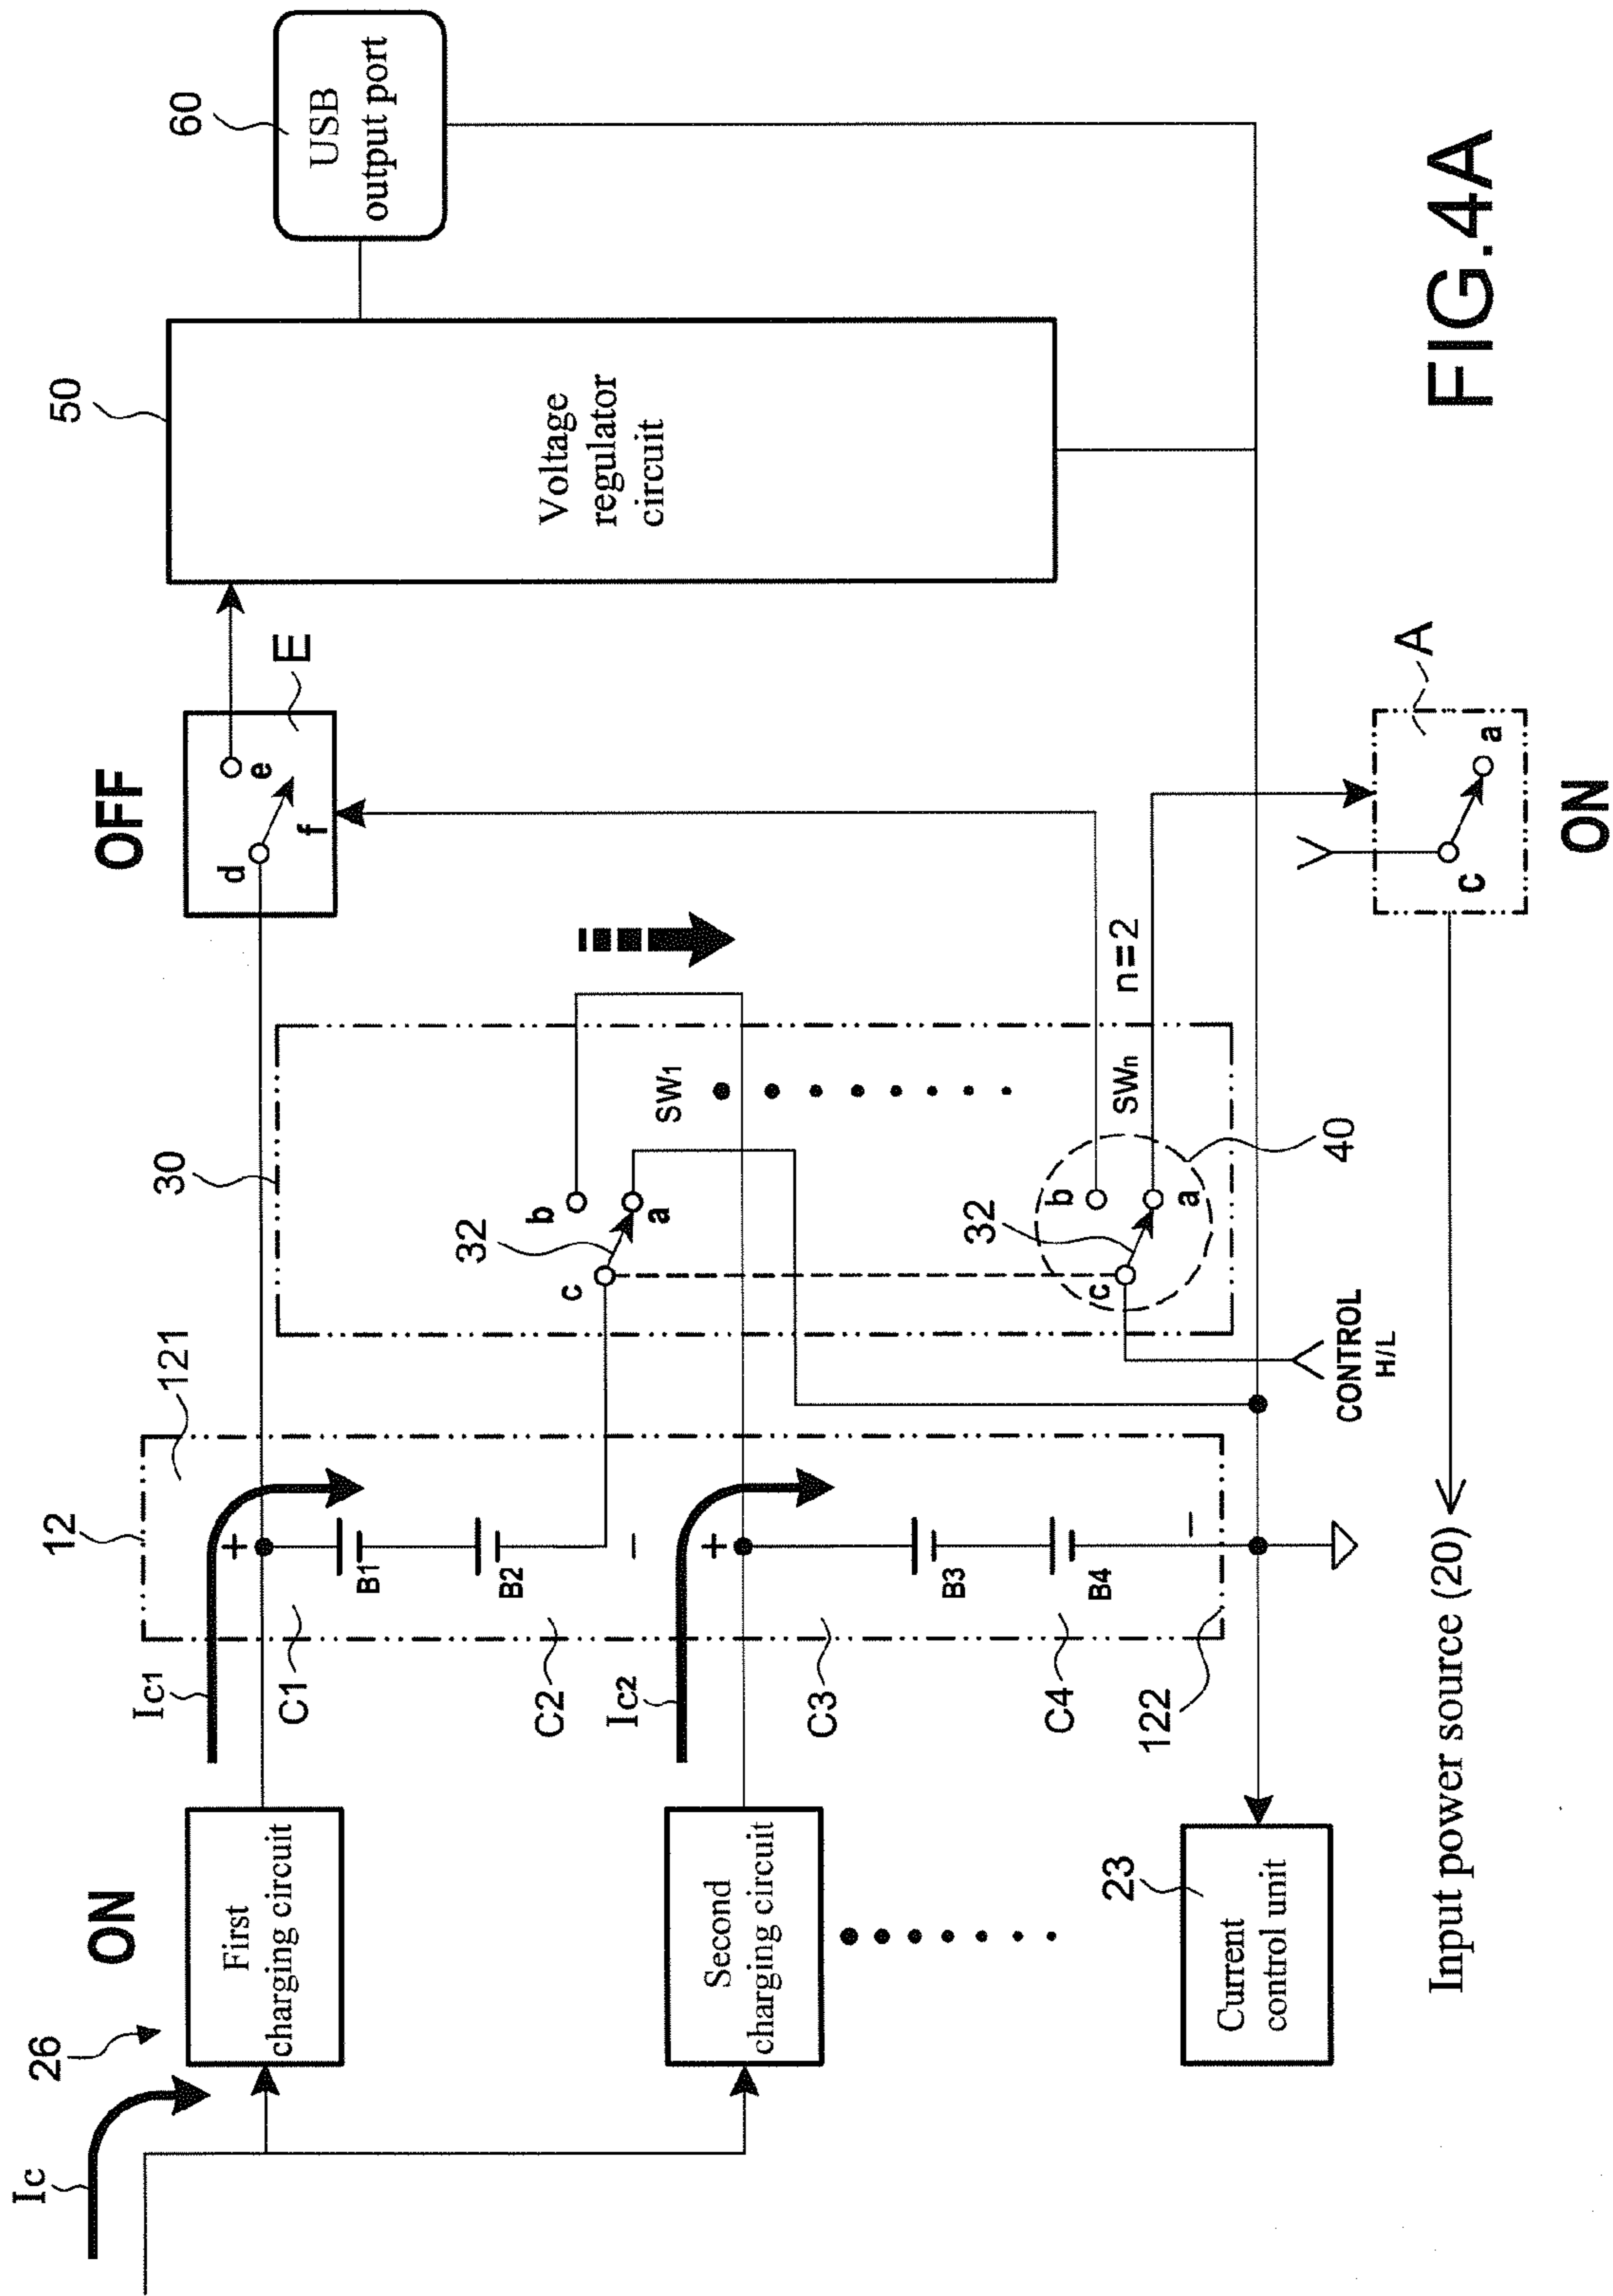 Ic
26
ON
First
charging circuit
Ic1
C1
12
121
+
B1
B2
C2
−
30
32
b
a
c
SW1
OFF
d
e
f
E
50
Voltage
regulator
circuit
60
USB
output port
Second
charging circuit
Ic2
+
C3
B3
B4
C4
−
122
32
b
a
c
SWn
n=2
40
CONTROL
H/L
23
Current
control unit
Input power source (20)
A
c
a
ON
FIG.4A